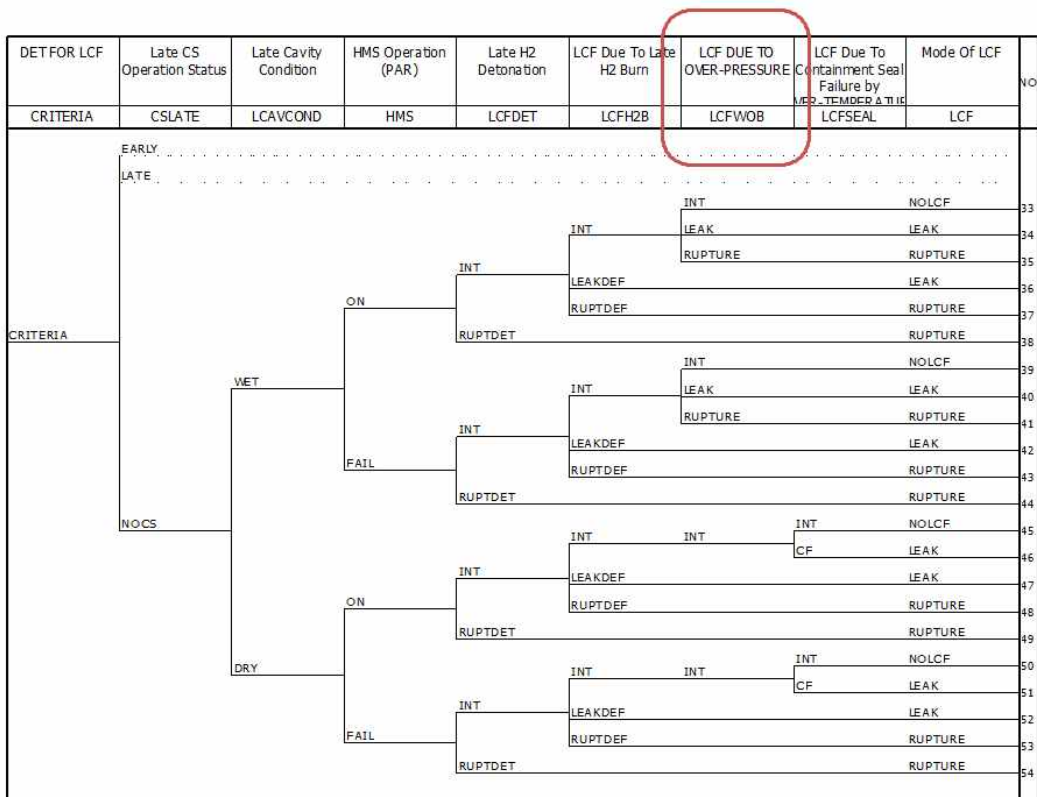 DET FOR LCF
Late CS
Operation Status
Late Cavity
Condition
HMS Operation
(PAR)
Late H2
Detonation
LCF Due To Late
H2 Burn
LCF DUE TO
OVER-PRESSURE
LCF Due To
Containment Seal
Failure by
Mode Of LCF
NO
CRITERIA
CSLATE
LCAVCOND
HMS
LCFDET
LCFH2B
LCFWOB
LCFSEAL
LCF
EARLY
LATE
INT NOLCF 33
INT LEAK LEAK 34
RUPTURE RUPTURE 35
INT
LEAKDEF LEAK 36
ON
RUPTDEF RUPTURE 37
CRITERIA
RUPTDET RUPTURE 38
INT NOLCF 39
WET
INT LEAK LEAK 40
RUPTURE RUPTURE 41
INT
LEAKDEF LEAK 42
FAIL
RUPTDEF RUPTURE 43
RUPTDET RUPTURE 44
NOCS
INT NOLCF 45
INT INT
CF LEAK 46
INT
LEAKDEF LEAK 47
ON
RUPTDEF RUPTURE 48
RUPTDET RUPTURE 49
DRY
INT NOLCF 50
INT INT
CF LEAK 51
INT
LEAKDEF LEAK 52
FAIL
RUPTDEF RUPTURE 53
RUPTDET RUPTURE 54